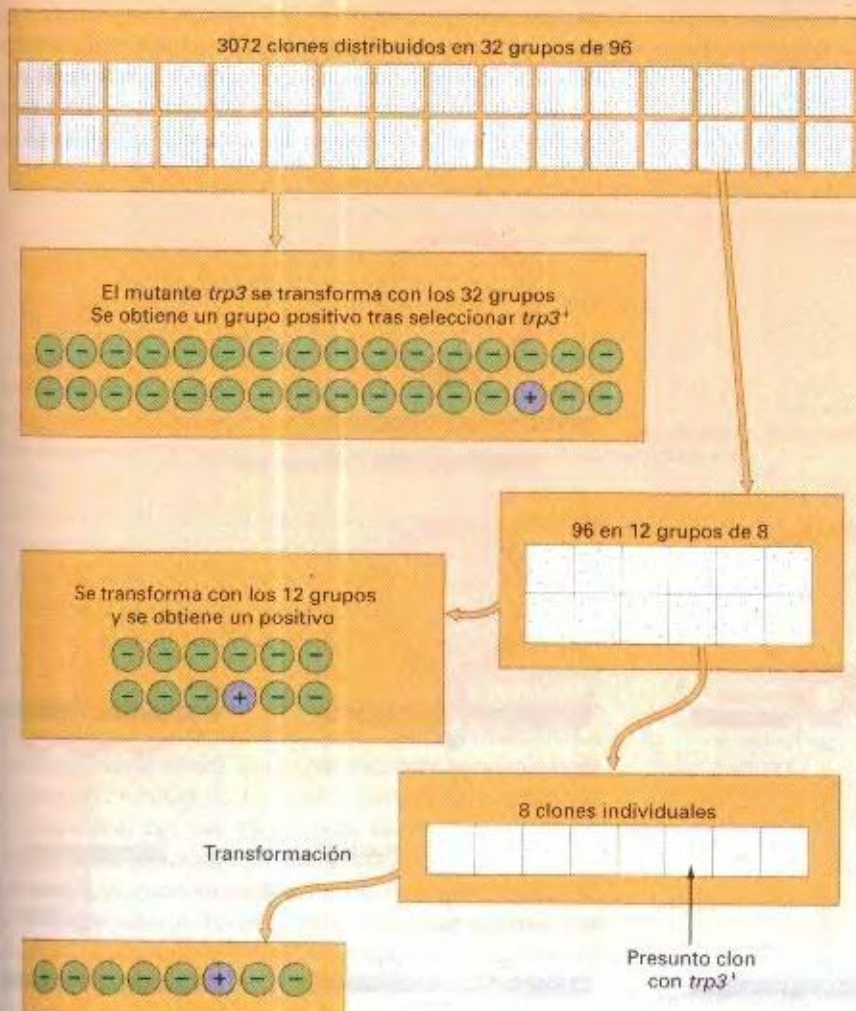 3072 clones distribuidos en 32 grupos de 96
El mutante trp3 se transforma con los 32 grupos
Se obtiene un grupo positivo tras seleccionar trp3⁺
− − − − − − − − − − − − − − − −
− − − − − − − − − − − − − + − −
96 en 12 grupos de 8
Se transforma con los 12 grupos
y se obtiene un positivo
− − − − − −
− − − + − −
8 clones individuales
Transformación
− − − − − + − −
Presunto clon
con trp3⁺